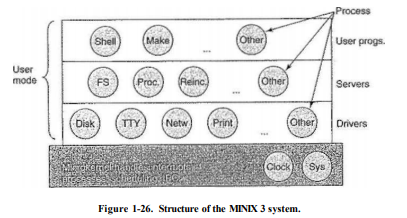 Process
Shell Make ... Other User progs.
User mode
FS Proc. Reinc. ... Other Servers
Disk TTY Netw Print ... Other Drivers
Clock Sys
Figure 1-26. Structure of the MINIX 3 system.